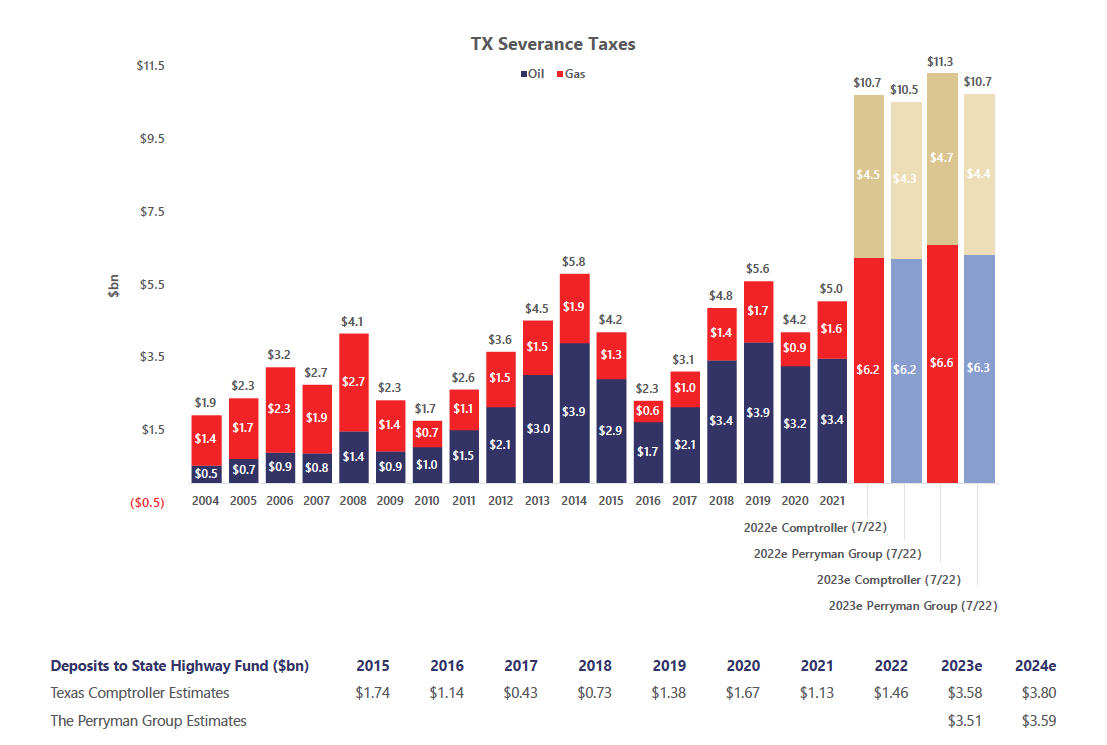 TX Severance Taxes
Oil Gas
$11.5
$9.5
$7.5
$5.5
$3.5
$1.5
($0.5)
$bn
$1.9 $2.3 $3.2 $2.7 $4.1 $2.3 $1.7 $2.6 $3.6 $4.5 $5.8 $4.2 $2.3 $3.1 $4.8 $5.6 $4.2 $5.0 $10.7 $10.5 $11.3 $10.7
$4.5 $4.3 $4.7 $4.4
$1.4 $1.7 $2.3 $1.9 $2.7 $1.4 $0.7 $1.1 $1.5 $1.5 $1.9 $1.3 $0.6 $1.0 $1.4 $1.7 $0.9 $1.6 $6.2 $6.2 $6.6 $6.3
$0.5 $0.7 $0.9 $0.8 $1.4 $0.9 $1.0 $1.5 $2.1 $3.0 $3.9 $2.9 $1.7 $2.1 $3.4 $3.9 $3.2 $3.4
2004 2005 2006 2007 2008 2009 2010 2011 2012 2013 2014 2015 2016 2017 2018 2019 2020 2021
2022e Comptroller (7/22)
2022e Perryman Group (7/22)
2023e Comptroller (7/22)
2023e Perryman Group (7/22)
Deposits to State Highway Fund ($bn) 2015 2016 2017 2018 2019 2020 2021 2022 2023e 2024e
Texas Comptroller Estimates $1.74 $1.14 $0.43 $0.73 $1.38 $1.67 $1.13 $1.46 $3.58 $3.80
The Perryman Group Estimates $3.51 $3.59